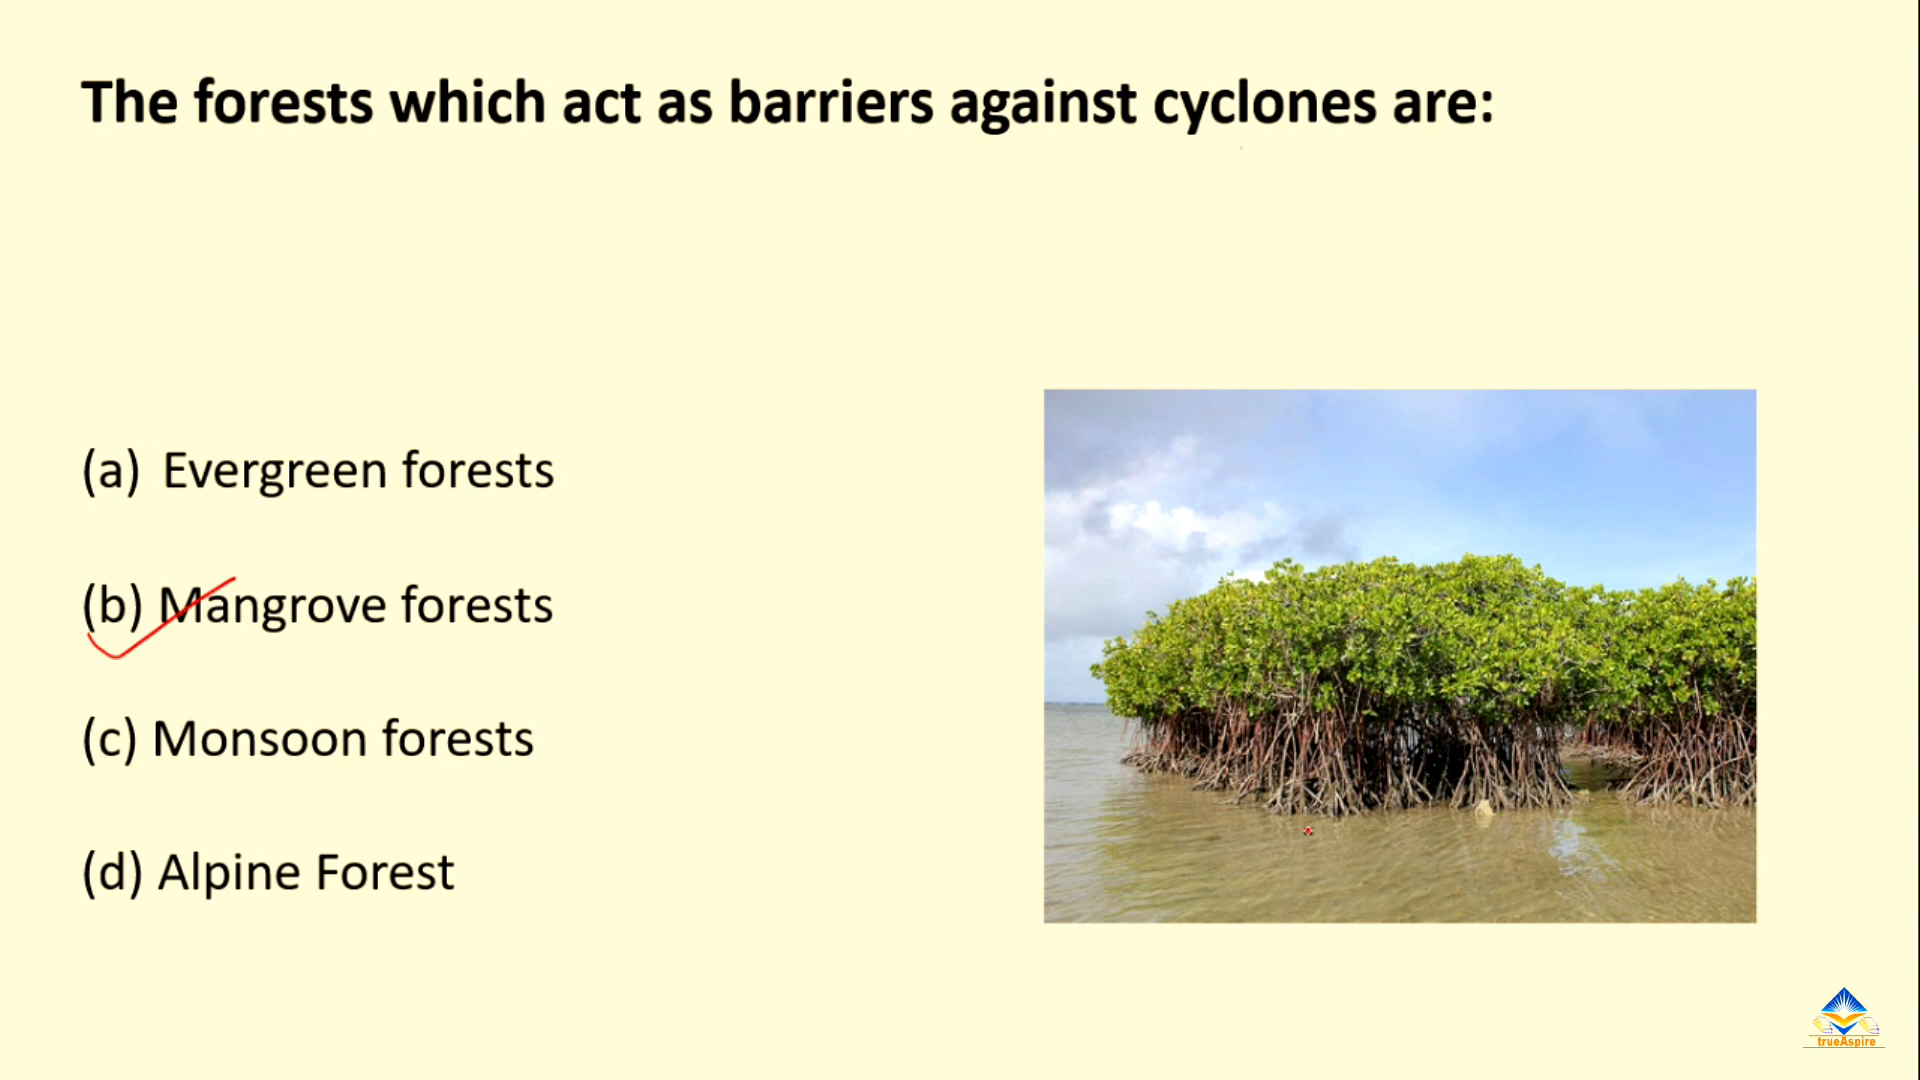 The forests which act as barriers against cyclones are:
(a) Evergreen forests
(b) Mangrove forests
(c) Monsoon forests
(d) Alpine Forest
trueAspire